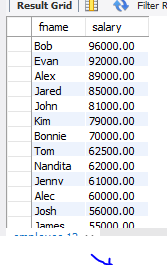 Result Grid Filter R
fname salary
Bob 96000.00
Evan 92000.00
Alex 89000.00
Jared 85000.00
John 81000.00
Kim 79000.00
Bonnie 70000.00
Tom 62500.00
Nandita 62000.00
Jenny 61000.00
Alec 60000.00
Josh 56000.00
James 55000.00